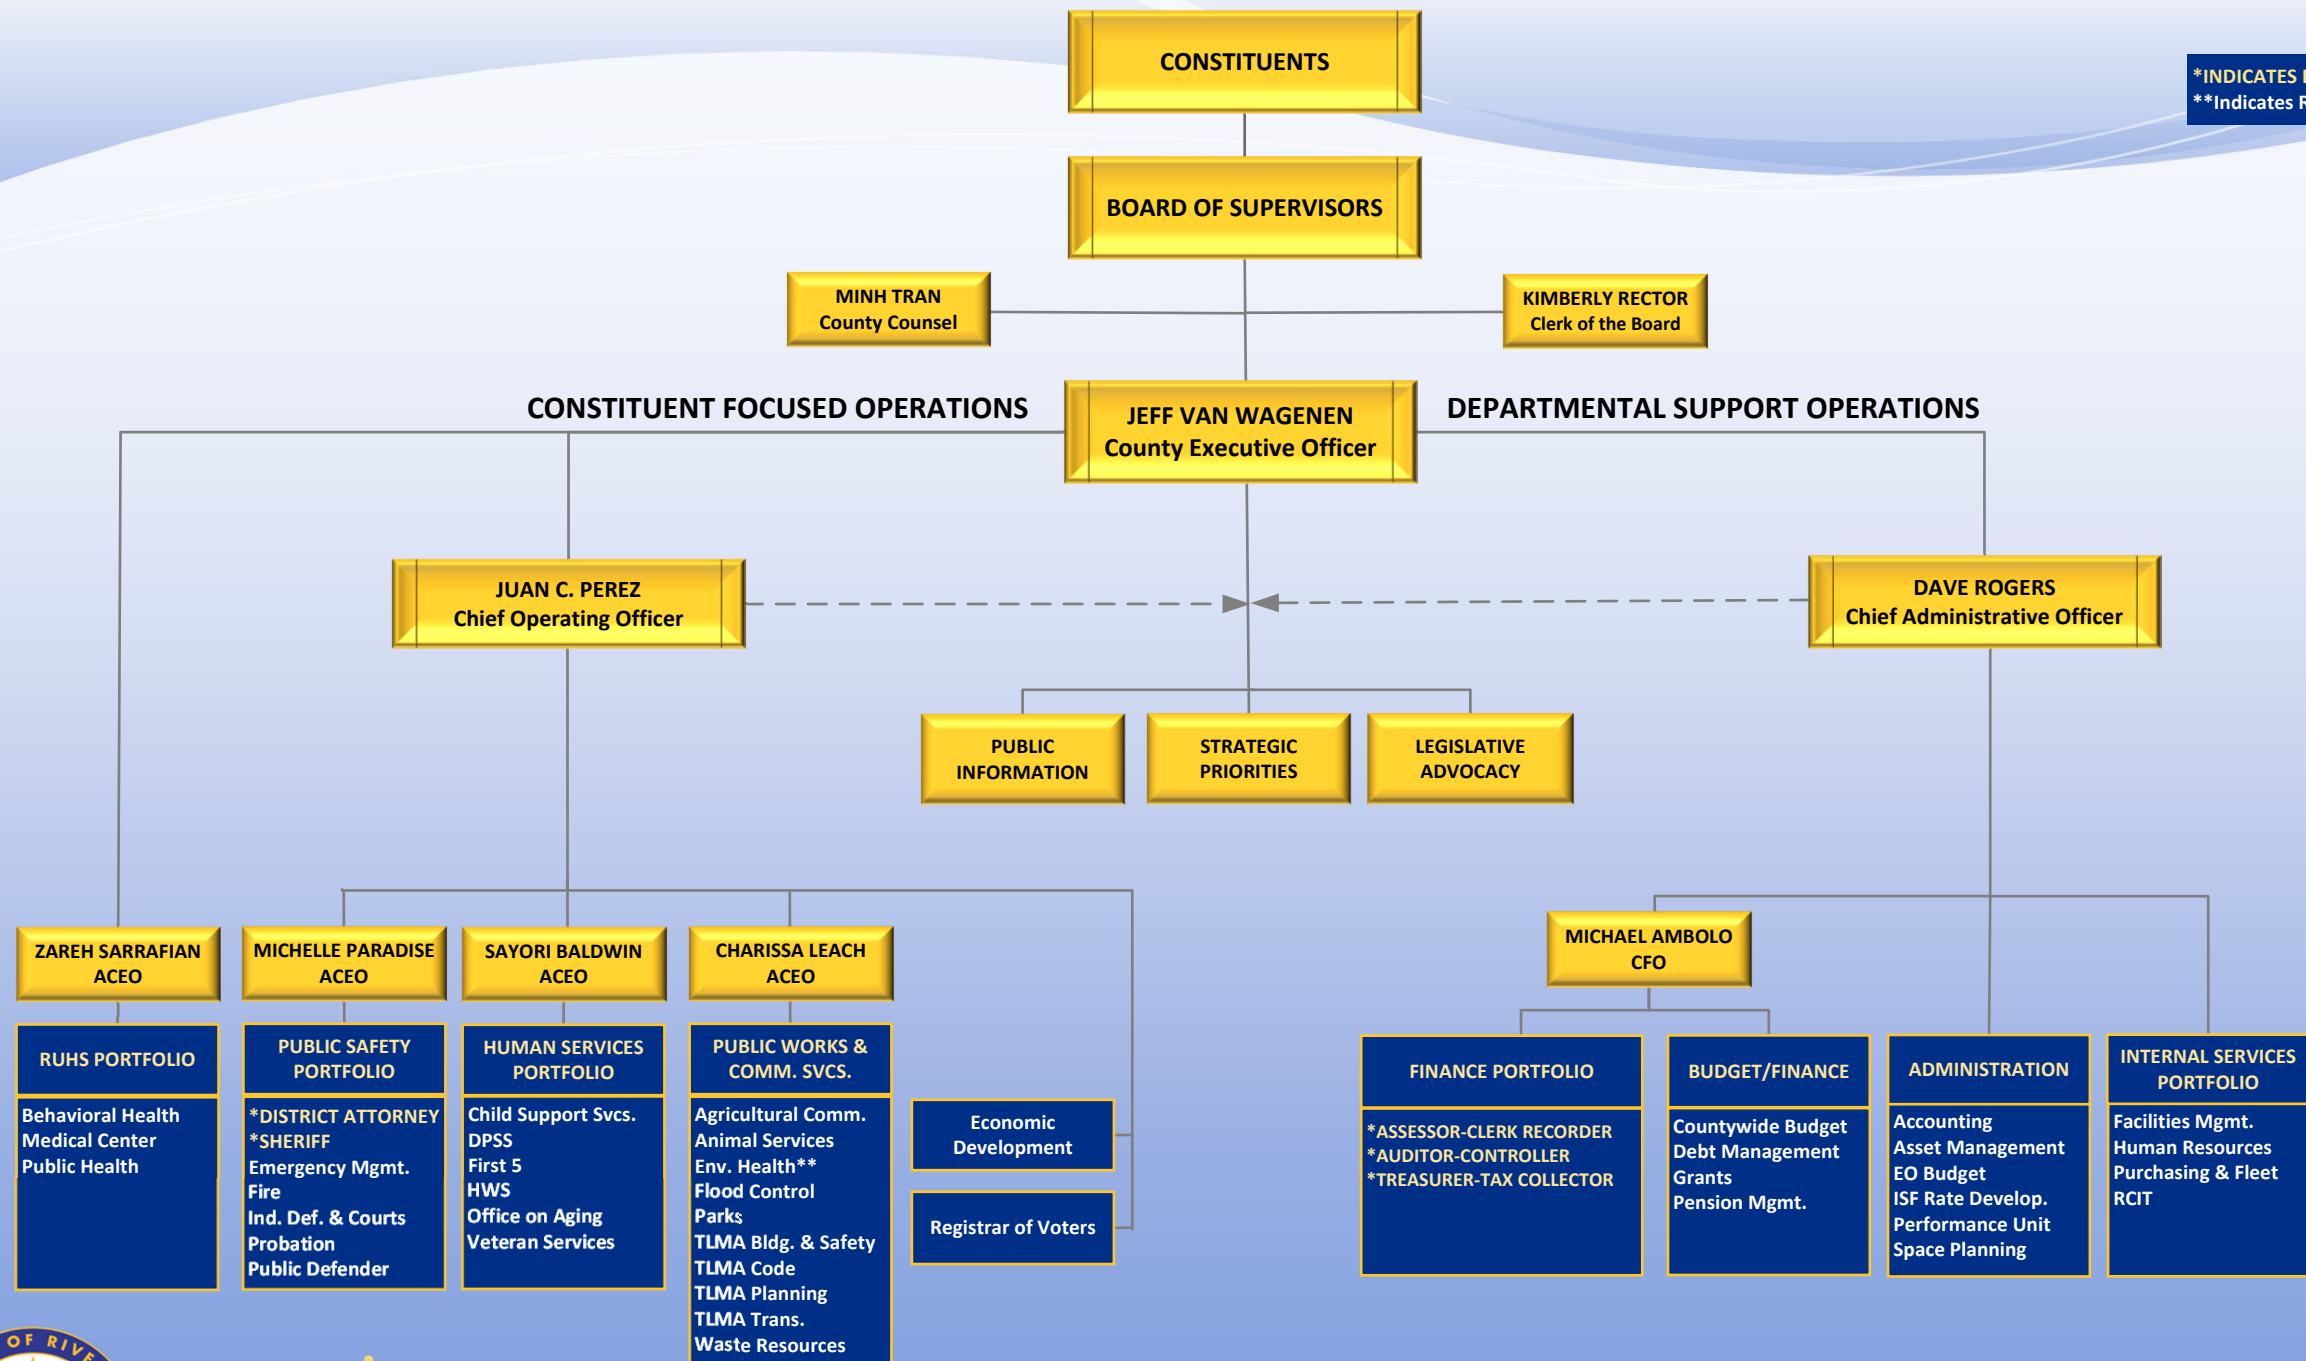 CONSTITUENTS
*INDICATES
**Indicates
BOARD OF SUPERVISORS
MINH TRAN
County Counsel
KIMBERLY RECTOR
Clerk of the Board
CONSTITUENT FOCUSED OPERATIONS
JEFF VAN WAGENEN
County Executive Officer
DEPARTMENTAL SUPPORT OPERATIONS
JUAN C. PEREZ
Chief Operating Officer
DAVE ROGERS
Chief Administrative Officer
PUBLIC
INFORMATION
STRATEGIC
PRIORITIES
LEGISLATIVE
ADVOCACY
ZAREH SARRAFIAN
ACEO
MICHELLE PARADISE
ACEO
SAYORI BALDWIN
ACEO
CHARISSA LEACH
ACEO
MICHAEL AMBOLO
CFO
RUHS PORTFOLIO
Behavioral Health
Medical Center
Public Health
PUBLIC SAFETY
PORTFOLIO
*DISTRICT ATTORNEY
*SHERIFF
Emergency Mgmt.
Fire
Ind. Def. & Courts
Probation
Public Defender
HUMAN SERVICES
PORTFOLIO
Child Support Svcs.
DPSS
First 5
HWS
Office on Aging
Veteran Services
PUBLIC WORKS &
COMM. SVCS.
Agricultural Comm.
Animal Services
Env. Health**
Flood Control
Parks
TLMA Bldg. & Safety
TLMA Code
TLMA Planning
TLMA Trans.
Waste Resources
Economic
Development
Registrar of Voters
FINANCE PORTFOLIO
*ASSESSOR-CLERK RECORDER
*AUDITOR-CONTROLLER
*TREASURER-TAX COLLECTOR
BUDGET/FINANCE
Countywide Budget
Debt Management
Grants
Pension Mgmt.
ADMINISTRATION
Accounting
Asset Management
EO Budget
ISF Rate Develop.
Performance Unit
Space Planning
INTERNAL SERVICES
PORTFOLIO
Facilities Mgmt.
Human Resources
Purchasing & Fleet
RCIT
OF